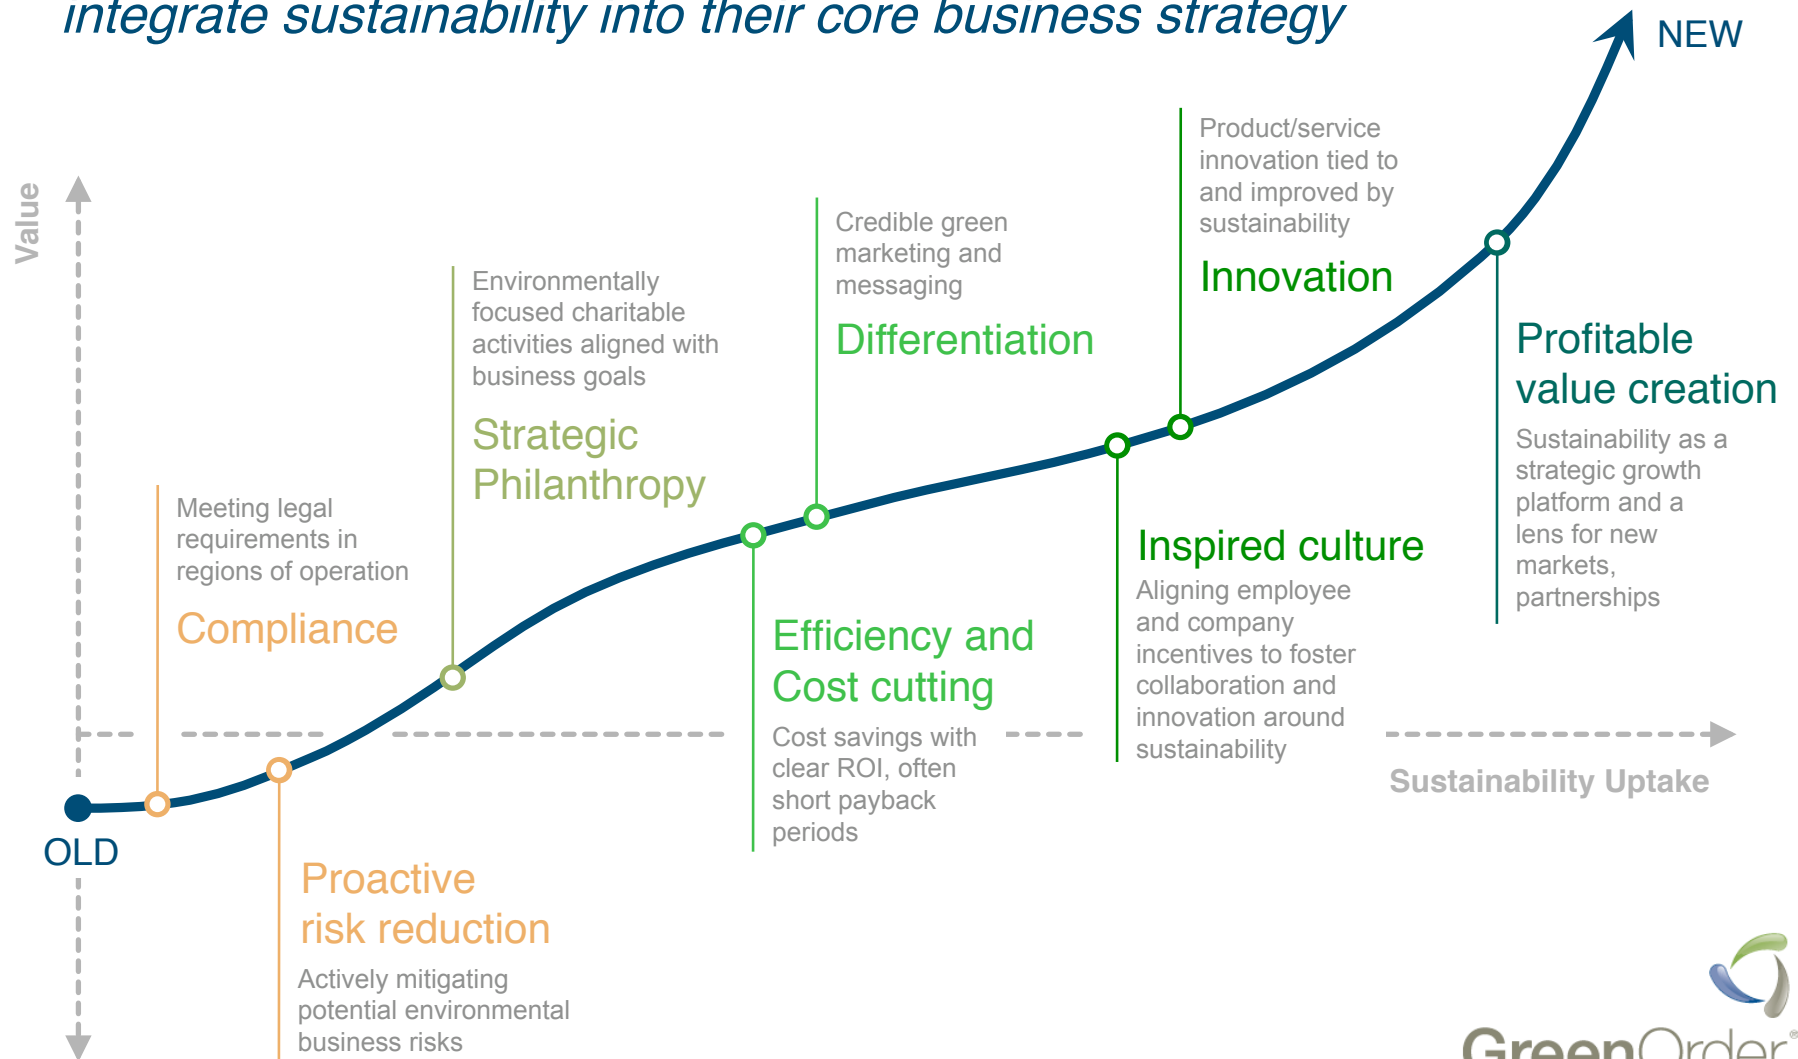 integrate sustainability into their core business strategy
NEW
Value
Product/service
innovation tied to
and improved by
sustainability
Innovation
Credible green
marketing and
messaging
Differentiation
Environmentally
focused charitable
activities aligned with
business goals
Strategic
Philanthropy
Meeting legal
requirements in
regions of operation
Compliance
Profitable
value creation
Sustainability as a
strategic growth
platform and a
lens for new
markets,
partnerships
Inspired culture
Aligning employee
and company
incentives to foster
collaboration and
innovation around
sustainability
Efficiency and
Cost cutting
Cost savings with
clear ROI, often
short payback
periods
Sustainability Uptake
OLD
Proactive
risk reduction
Actively mitigating
potential environmental
business risks
GreenOrder®